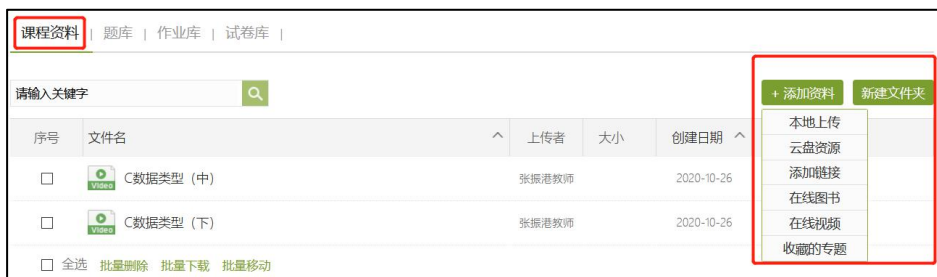 课程资料 | 题库 | 作业库 | 试卷库 |
请输入关键字
+ 添加资料 新建文件夹
本地上传
云盘资源
添加链接
在线图书
在线视频
收藏的专题
序号 文件名 上传者 大小 创建日期
Video C数据类型（中） 张振港教师 2020-10-26
Video C数据类型（下） 张振港教师 2020-10-26
全选 批量删除 批量下载 批量移动